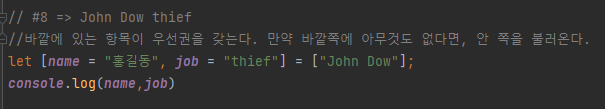 // #8 => John Dow thief
//바깥에 있는 항목이 우선권을 갖는다. 만약 바깥쪽에 아무것도 없다면, 안 쪽을 불러온다.
let [name = "홍길동", job = "thief"] = ["John Dow"];
console.log(name,job)